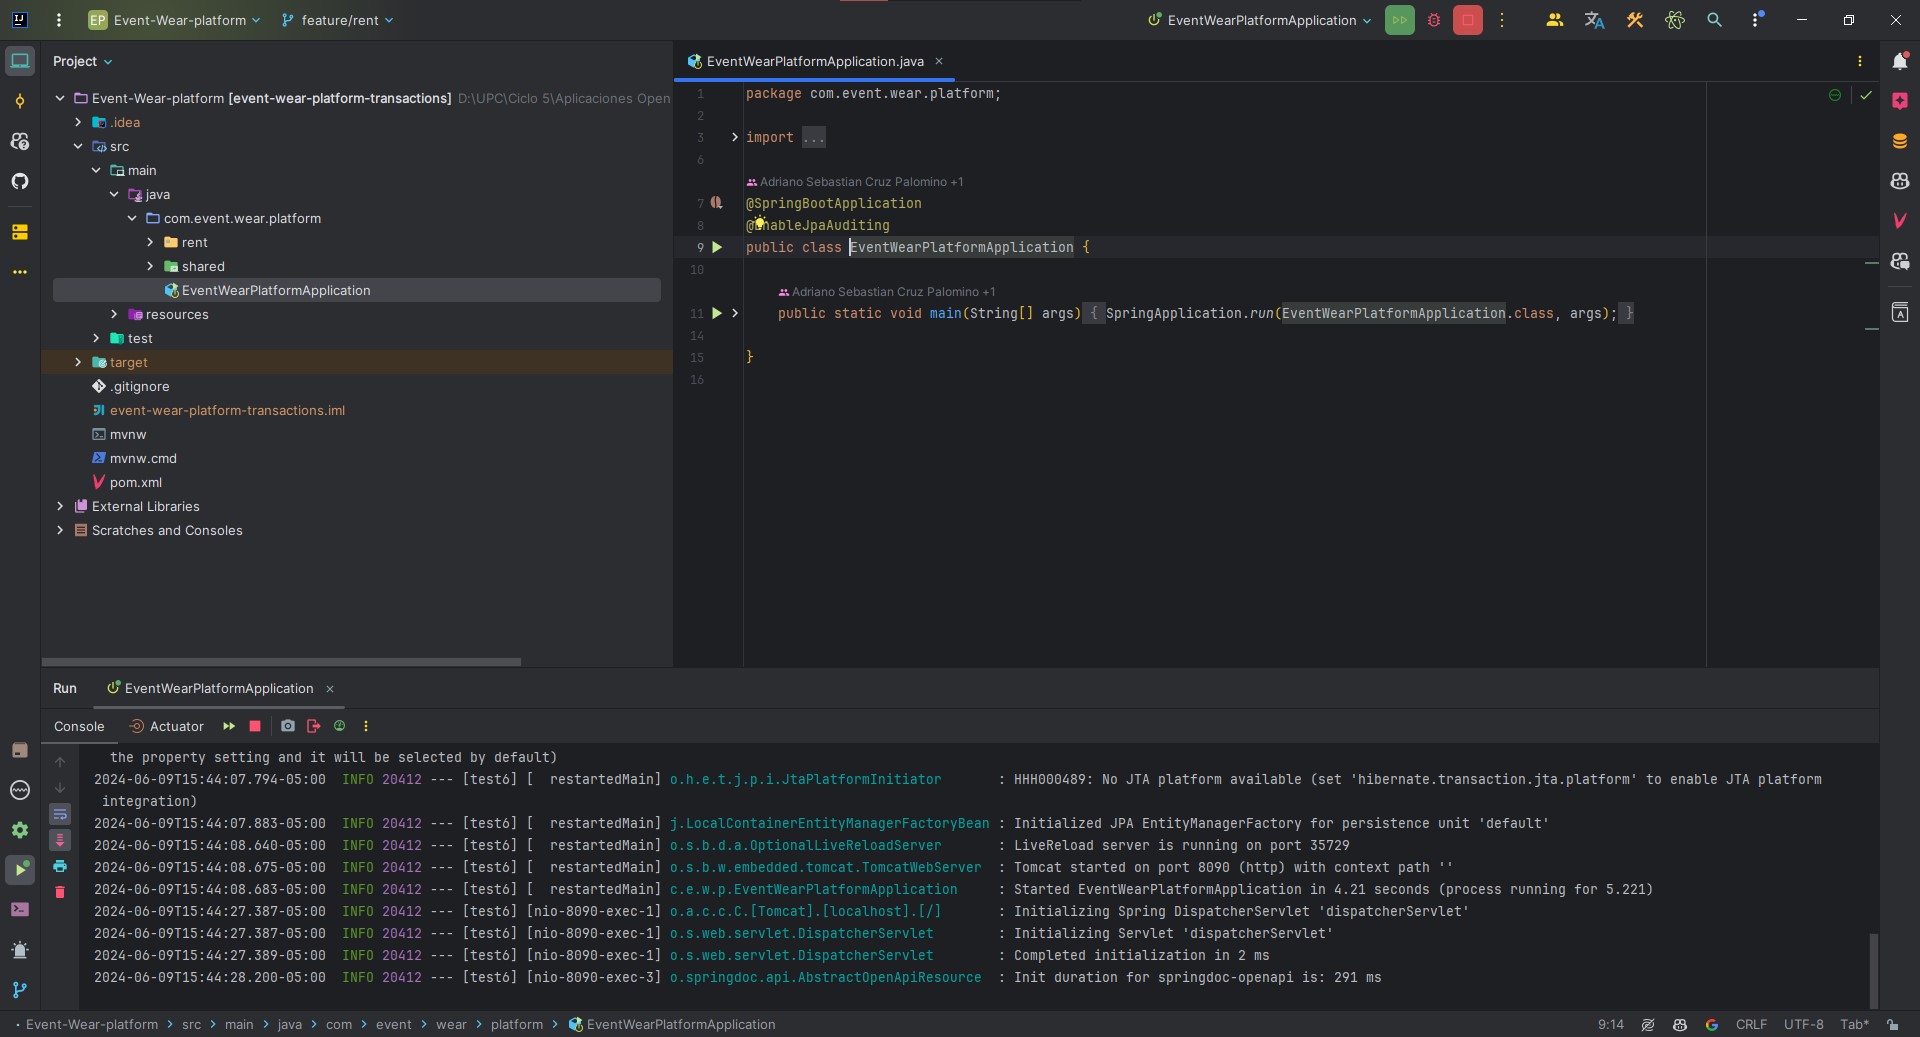 EP Event-Wear-platform feature/rent EventWearPlatformApplication
Project
Event-Wear-platform [event-wear-platform-transactions] D:\UPC\Ciclo 5\Aplicaciones Open
.idea
src
main
java
com.event.wear.platform
rent
shared
EventWearPlatformApplication
resources
test
target
.gitignore
event-wear-platform-transactions.iml
mvnw
mvnw.cmd
pom.xml
External Libraries
Scratches and Consoles
EventWearPlatformApplication.java
1 package com.event.wear.platform;
2
3 import ...
6
Adriano Sebastian Cruz Palomino +1
7 @SpringBootApplication
8 @EnableJpaAuditing
9 public class EventWearPlatformApplication {
10
Adriano Sebastian Cruz Palomino +1
11 public static void main(String[] args) { SpringApplication.run(EventWearPlatformApplication.class, args); }
14
15 }
16
Run EventWearPlatformApplication
Console Actuator
the property setting and it will be selected by default)
2024-06-09T15:44:07.794-05:00  INFO 20412 --- [test6] [  restartedMain] o.h.e.t.j.p.i.JtaPlatformInitiator       : HHH000489: No JTA platform available (set 'hibernate.transaction.jta.platform' to enable JTA platform
integration)
2024-06-09T15:44:07.883-05:00  INFO 20412 --- [test6] [  restartedMain] j.LocalContainerEntityManagerFactoryBean : Initialized JPA EntityManagerFactory for persistence unit 'default'
2024-06-09T15:44:08.640-05:00  INFO 20412 --- [test6] [  restartedMain] o.s.b.d.a.OptionalLiveReloadServer       : LiveReload server is running on port 35729
2024-06-09T15:44:08.675-05:00  INFO 20412 --- [test6] [  restartedMain] o.s.b.w.embedded.tomcat.TomcatWebServer  : Tomcat started on port 8090 (http) with context path ''
2024-06-09T15:44:08.683-05:00  INFO 20412 --- [test6] [  restartedMain] c.e.w.p.EventWearPlatformApplication     : Started EventWearPlatformApplication in 4.21 seconds (process running for 5.221)
2024-06-09T15:44:27.387-05:00  INFO 20412 --- [test6] [nio-8090-exec-1] o.a.c.c.C.[Tomcat].[localhost].[/]       : Initializing Spring DispatcherServlet 'dispatcherServlet'
2024-06-09T15:44:27.387-05:00  INFO 20412 --- [test6] [nio-8090-exec-1] o.s.web.servlet.DispatcherServlet        : Initializing Servlet 'dispatcherServlet'
2024-06-09T15:44:27.389-05:00  INFO 20412 --- [test6] [nio-8090-exec-1] o.s.web.servlet.DispatcherServlet        : Completed initialization in 2 ms
2024-06-09T15:44:28.200-05:00  INFO 20412 --- [test6] [nio-8090-exec-3] o.springdoc.api.AbstractOpenApiResource  : Init duration for springdoc-openapi is: 291 ms
Event-Wear-platform > src > main > java > com > event > wear > platform > EventWearPlatformApplication 9:14 CRLF UTF-8 Tab*